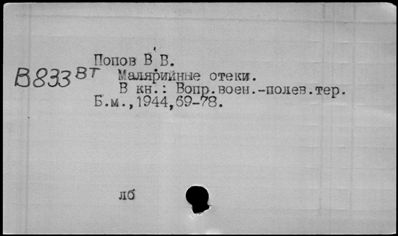 Попов В.В.
В833 ВТ
Малярийные отеки.
В кн.: Вопр.воен.-полев.тер.
Б.м.,1944,69-78.
лб